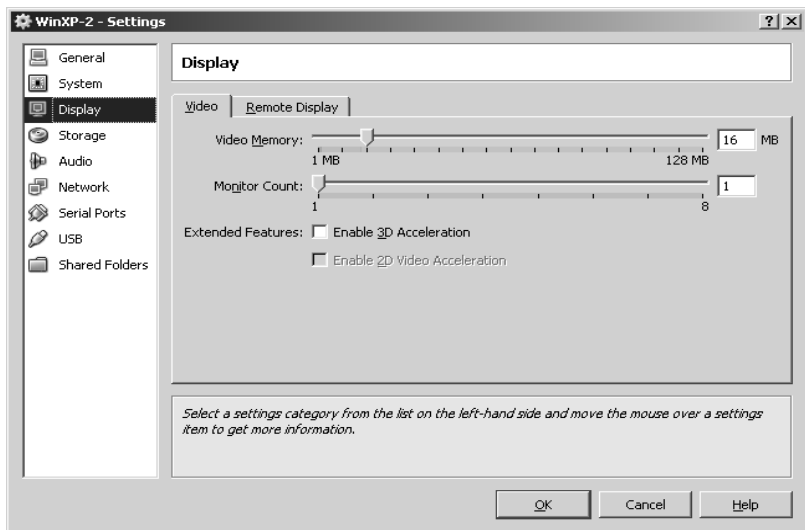 WinXP-2 - Settings
General
System
Display
Storage
Audio
Network
Serial Ports
USB
Shared Folders
Display
Video
Remote Display
Video Memory:
16 MB
1 MB 128 MB
Monitor Count:
1
1 8
Extended Features: Enable 3D Acceleration
Enable 2D Video Acceleration
Select a settings category from the list on the left-hand side and move the mouse over a settings
item to get more information.
OK Cancel Help